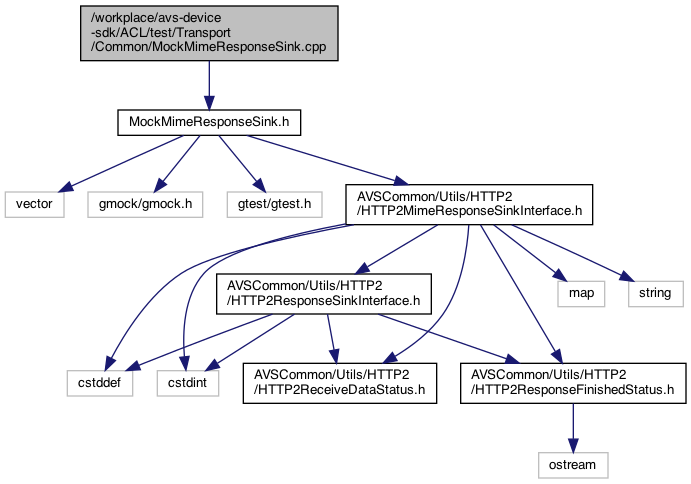 /workplace/avs-device
-sdk/ACL/test/Transport
/Common/MockMimeResponseSink.cpp
MockMimeResponseSink.h
vector
gmock/gmock.h
gtest/gtest.h
AVSCommon/Utils/HTTP2
/HTTP2MimeResponseSinkInterface.h
AVSCommon/Utils/HTTP2
/HTTP2ResponseSinkInterface.h
map
string
cstddef
cstdint
AVSCommon/Utils/HTTP2
/HTTP2ReceiveDataStatus.h
AVSCommon/Utils/HTTP2
/HTTP2ResponseFinishedStatus.h
ostream